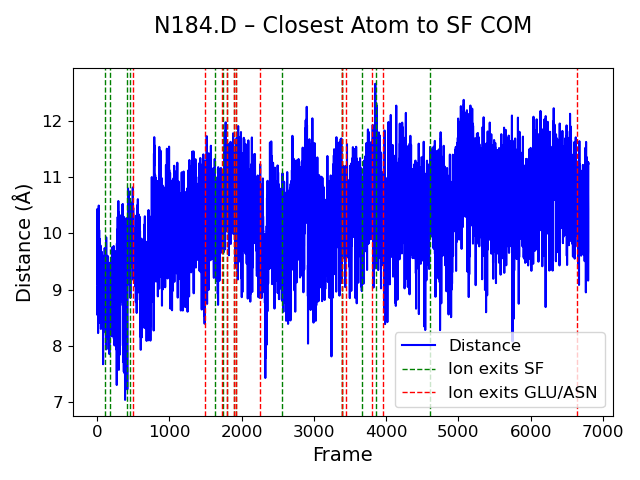 N184.D – Closest Atom to SF COM
Distance (Å)
12
11
10
9
8
7
Distance
Ion exits SF
Ion exits GLU/ASN
0 1000 2000 3000 4000 5000 6000 7000
Frame